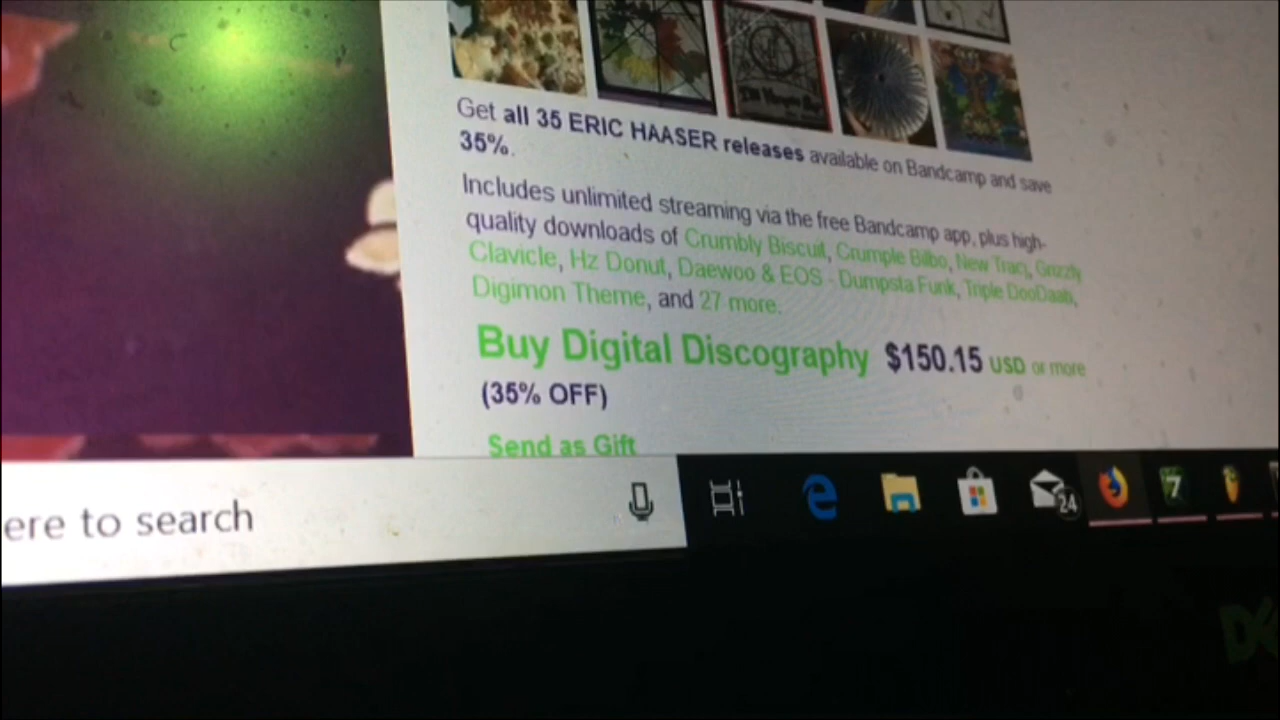 Get all 35 ERIC HAASER releases available on Bandcamp and save
35%.
Includes unlimited streaming via the free Bandcamp app, plus high-
quality downloads of Crumbly Biscuit, Crumple Bilbo, New Tracj, Grizzly
Clavicle, Hz Donut, Daewoo & EOS - Dumpsta Funk, Triple DooDaab,
Digimon Theme, and 27 more.
Buy Digital Discography $150.15 USD or more
(35% OFF)
Send as Gift
ere to search
24
7